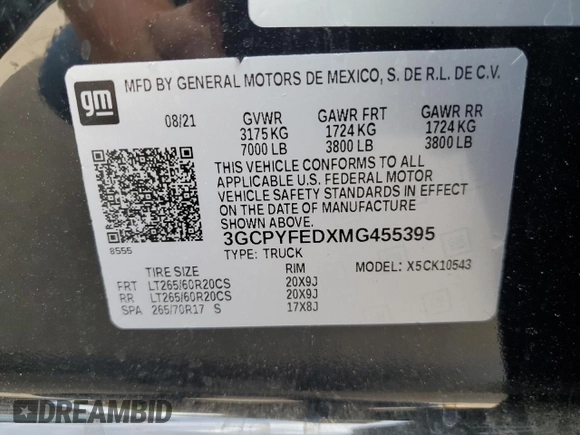 gm
MFD BY GENERAL MOTORS DE MEXICO, S. DE R.L. DE C.V.
08/21 GVWR GAWR FRT GAWR RR
3175 KG 1724 KG 1724 KG
7000 LB 3800 LB 3800 LB
THIS VEHICLE CONFORMS TO ALL
APPLICABLE U.S. FEDERAL MOTOR
VEHICLE SAFETY STANDARDS IN EFFECT
ON THE DATE OF MANUFACTURE
SHOWN ABOVE.
8555 3GCPYFEDXMG455395
TYPE: TRUCK MODEL: X5CK10543
TIRE SIZE RIM
FRT LT265/60R20CS 20X9J
RR LT265/60R20CS 20X9J
SPA 265/70R17 S 17X8J
DREAMBID